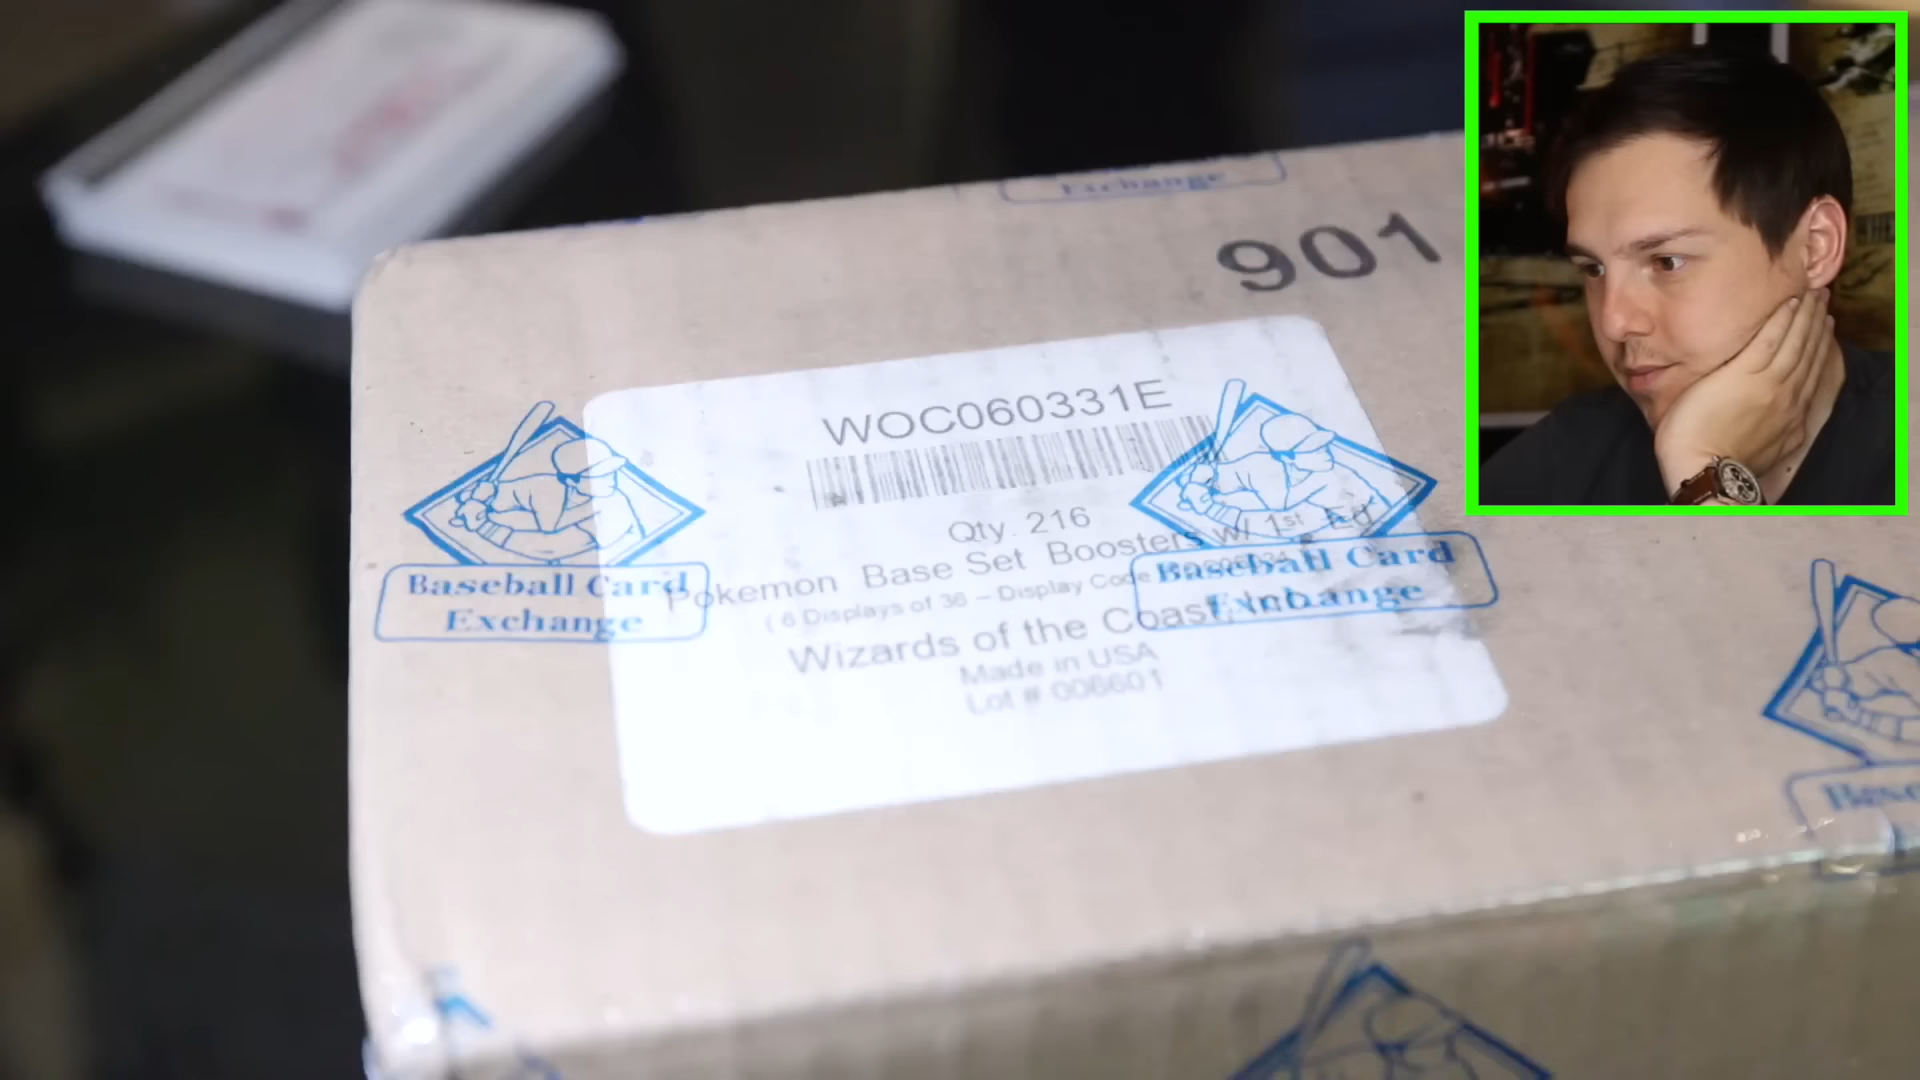 Exchange
901
WOC060331E
Qty. 216
Pokemon Base Set Boosters w/ 1st Ed
( 6 Displays of 36 – Display Code
Wizards of the Coast, Inc.
Made in USA
Lot # 006601
Baseball Card
Exchange
Baseball Card
Exchange